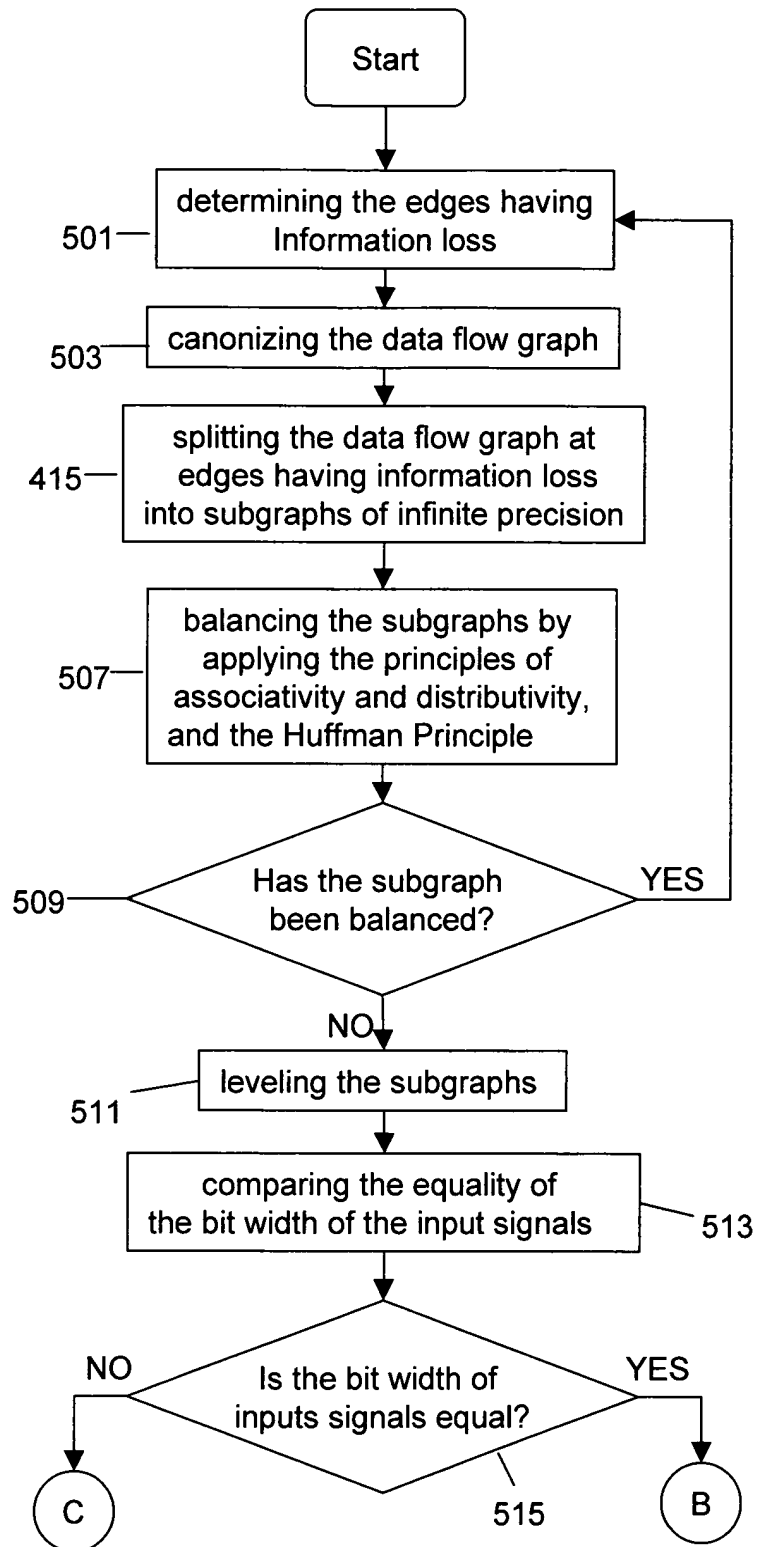 Start
determining the edges having
Information loss
501
canonizing the data flow graph
503
splitting the data flow graph at
edges having information loss
into subgraphs of infinite precision
415
balancing the subgraphs by
applying the principles of
associativity and distributivity,
and the Huffman Principle
507
Has the subgraph
been balanced?
509
YES
NO
leveling the subgraphs
511
comparing the equality of
the bit width of the input signals
513
NO
Is the bit width of
inputs signals equal?
YES
515
C
B